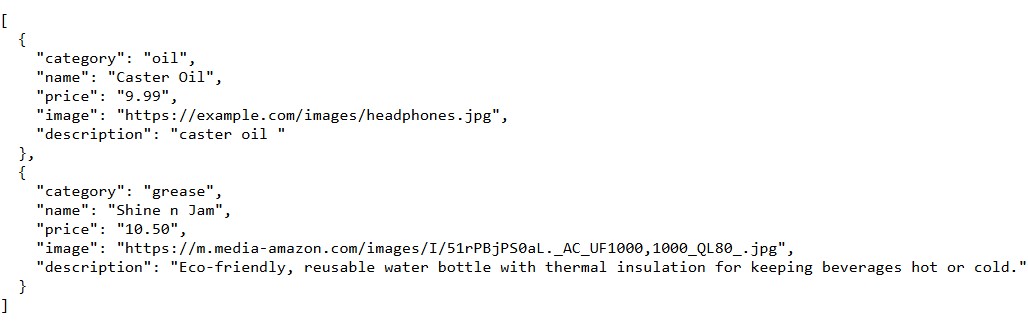 [
  {
    "category": "oil",
    "name": "Caster Oil",
    "price": "9.99",
    "image": "https://example.com/images/headphones.jpg",
    "description": "caster oil "
  },
  {
    "category": "grease",
    "name": "Shine n Jam",
    "price": "10.50",
    "image": "https://m.media-amazon.com/images/I/51rPBjPS0aL._AC_UF1000,1000_QL80_.jpg",
    "description": "Eco-friendly, reusable water bottle with thermal insulation for keeping beverages hot or cold."
  }
]